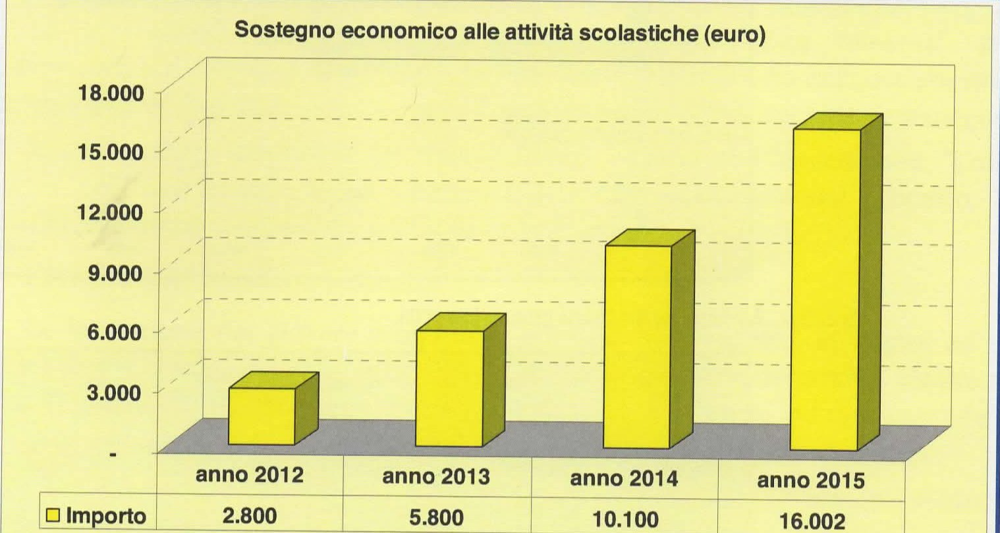 Sostegno economico alle attività scolastiche (euro)
18.000
15.000
12.000
9.000
6.000
3.000
-
anno 2012 anno 2013 anno 2014 anno 2015
Importo 2.800 5.800 10.100 16.002